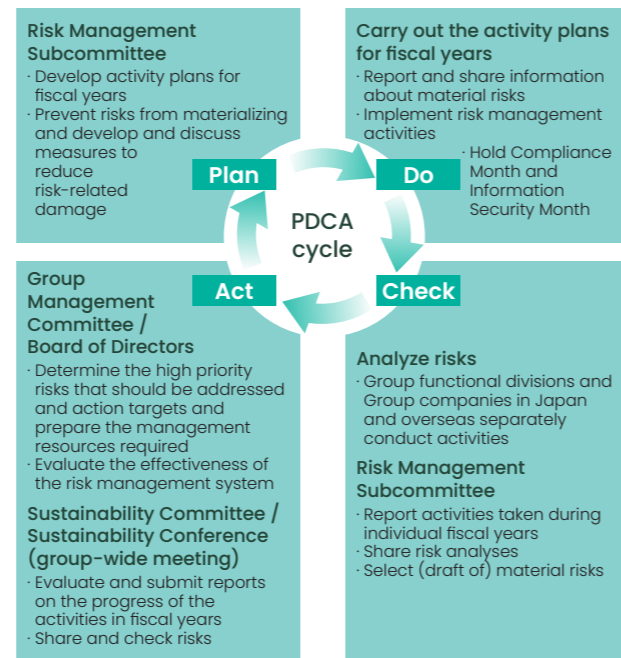 Risk Management
Subcommittee
· Develop activity plans for
fiscal years
· Prevent risks from materializing
and develop and discuss
measures to
reduce
risk-related
damage
Plan
Carry out the activity plans
for fiscal years
· Report and share information
about material risks
· Implement risk management
activities
· Hold Compliance
Month and
Information
Security Month
Do
PDCA
cycle
Act
Group
Management
Committee /
Board of Directors
· Determine the high priority
risks that should be addressed
and action targets and
prepare the management
resources required
· Evaluate the effectiveness of
the risk management system
Sustainability Committee /
Sustainability Conference
(group-wide meeting)
· Evaluate and submit reports
on the progress of the
activities in fiscal years
· Share and check risks
Check
Analyze risks
· Group functional divisions and
Group companies in Japan
and overseas separately
conduct activities
Risk Management
Subcommittee
· Report activities taken during
individual fiscal years
· Share risk analyses
· Select (draft of) material risks